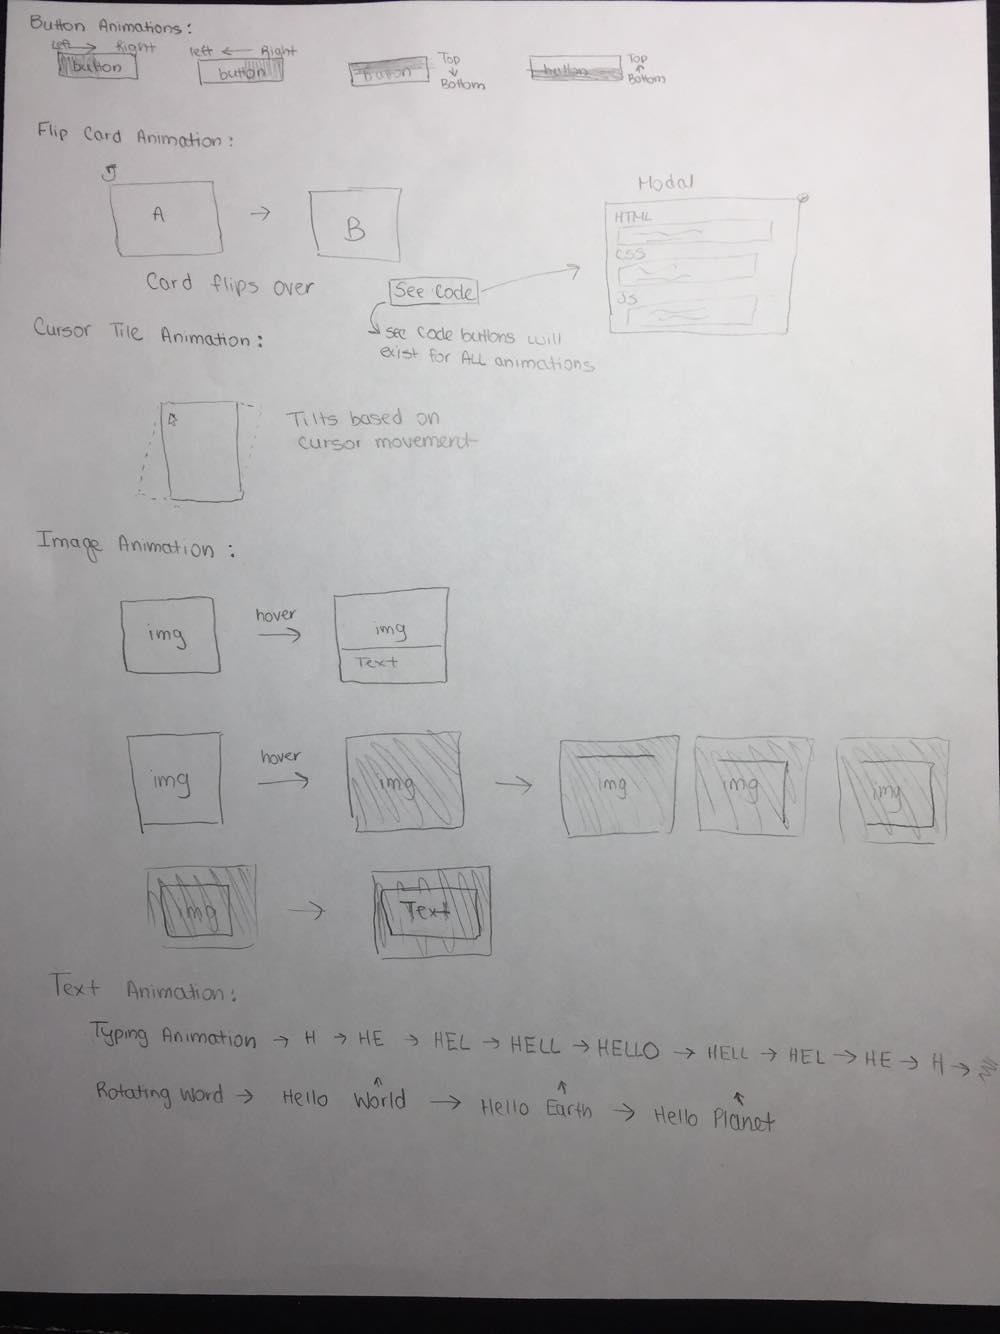 Button Animations:
Left → Right
button
left ← Right
button
Top
↓
Bottom
button
Top
↑
Bottom
button
Flip Card Animation:
A → B
Card flips over
See Code
see code buttons will
exist for ALL animations
Modal
HTML
CSS
JS
Cursor Tile Animation:
Tilts based on
cursor movement
Image Animation:
img
hover
img
Text
img
hover
img
img
img
img
img
Text
Text Animation:
Typing Animation → H → HE → HEL → HELL → HELLO → HELL → HEL → HE → H →
Rotating Word → Hello World → Hello Earth → Hello Planet